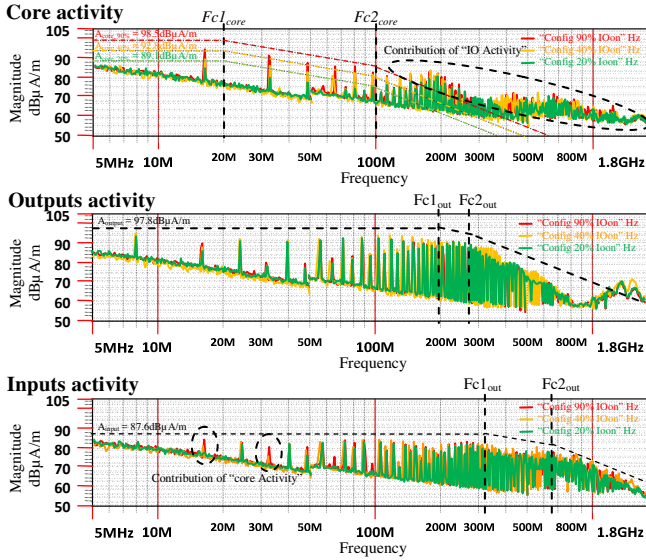 Core activity
Fc1core
Fc2core
105
90
80
70
60
50
Magnitude
dBµ A/m
Acore_90% = 98.5dBµA/m
= 89.1dBµA/m
"Config 90% IOon" Hz
"Config 40% IOon" Hz
"Config 20% Ioon" Hz
Contribution of "IO Activity"
5MHz
10M
20M
30M
50M
100M
200M
300M
500M
800M
1.8GHz
Frequency
Outputs activity
Fc1out
Fc2out
105
90
80
70
60
50
Magnitude
dBµ A/m
Aoutput = 97.8dBµA/m
"Config 90% IOon" Hz
"Config 40% IOon" Hz
"Config 20% Ioon" Hz
5MHz
10M
20M
30M
50M
100M
200M
300M
500M
800M
1.8GHz
Frequency
Inputs activity
Fc1out
Fc2out
105
90
80
70
60
50
Magnitude
dBµ A/m
Ainput = 87.6dBµA/m
"Config 90% IOon" Hz
"Config 40% IOon" Hz
"Config 20% Ioon" Hz
Contribution of "core Activity"
5MHz
10M
20M
30M
50M
100M
200M
300M
500M
800M
1.8GHz
Frequency